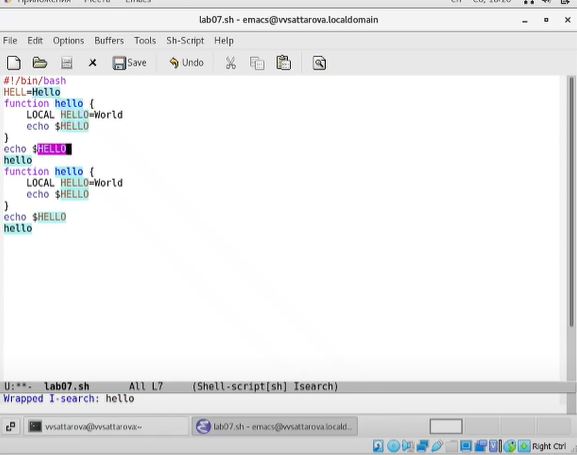 lab07.sh - emacs@vvsattarova.localdomain
File Edit Options Buffers Tools Sh-Script Help
Save Undo
#!/bin/bash
HELL=Hello
function hello {
LOCAL HELLO=World
echo $HELLO
}
echo $HELLO
hello
function hello {
LOCAL HELLO=World
echo $HELLO
}
echo $HELLO
hello
U:**- lab07.sh All L7 (Shell-script[sh] Isearch)
Wrapped I-search: hello
vvsattarova@vvsattarova:~ lab07.sh - emacs@vvsattarova.locald...
Right Ctrl